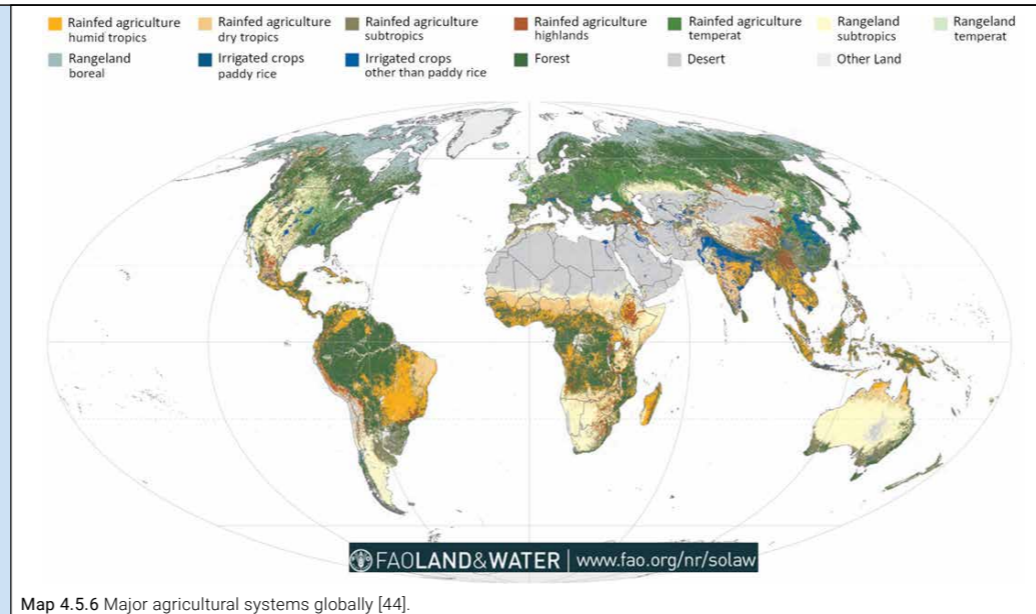 Rainfed agriculture
humid tropics
Rainfed agriculture
dry tropics
Rainfed agriculture
subtropics
Rainfed agriculture
highlands
Rainfed agriculture
temperat
Rangeland
subtropics
Rangeland
temperat
Rangeland
boreal
Irrigated crops
paddy rice
Irrigated crops
other than paddy rice
Forest
Desert
Other Land
FAOLAND&WATER | www.fao.org/nr/solaw
Map 4.5.6 Major agricultural systems globally [44].